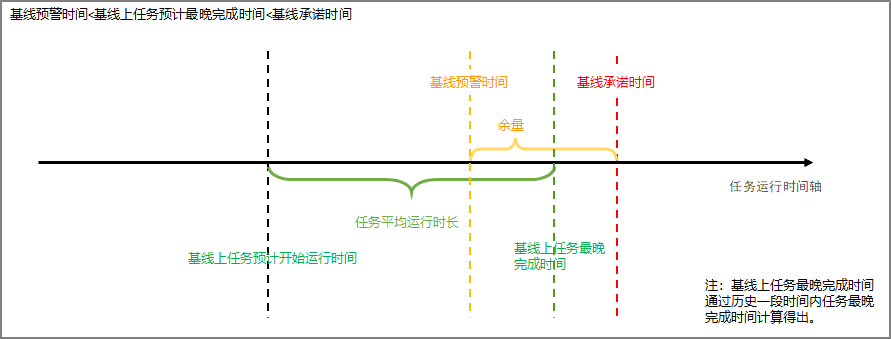 基线预警时间<基线上任务预计最晚完成时间<基线承诺时间
基线预警时间
基线承诺时间
余量
任务运行时间轴
任务平均运行时长
基线上任务预计开始运行时间
基线上任务最晚
完成时间
注：基线上任务最晚完成时间
通过历史一段时间内任务最晚
完成时间计算得出。